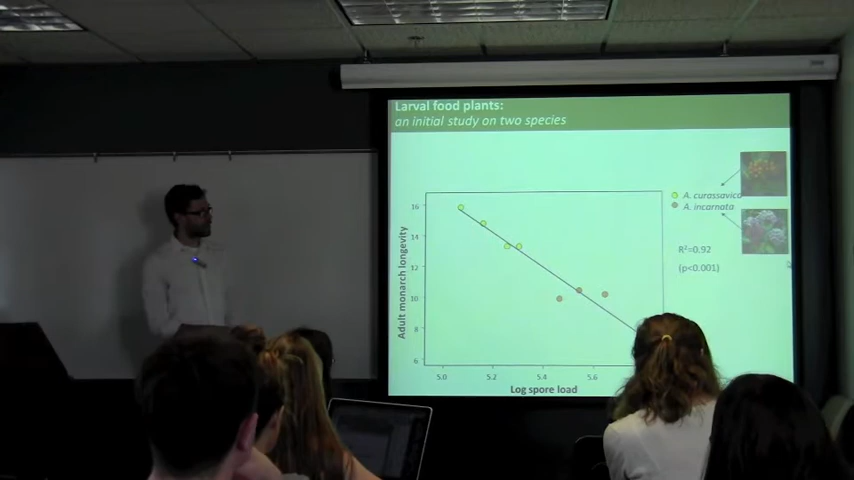 Larval food plants:
an initial study on two species
A. curassavica
A. incarnata
R²=0.92
(p<0.001)
Adult monarch longevity
16
14
12
10
8
6
5.0
5.2
5.4
5.6
Log spore load